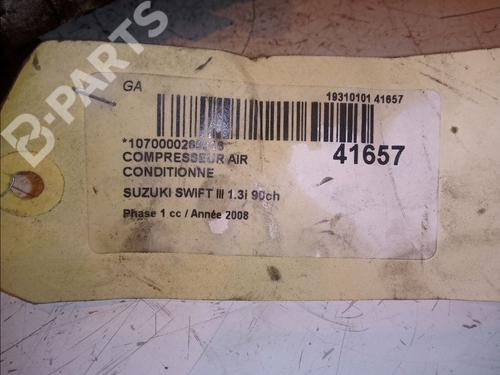 B-PARTS
GA
19310101 41657
COMPRESSEUR AIR
41657
CONDITIONNE
SUZUKI SWIFT III 1.3i 90ch
Phase 1 cc / Année 2008